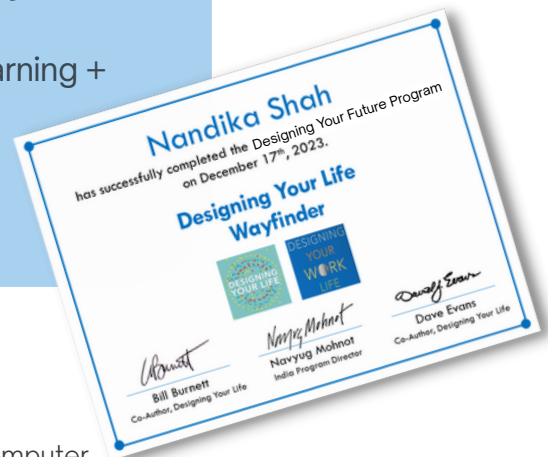 arning +
Nandika Shah
has successfully completed the Designing Your Future Program
on December 17th, 2023.
Designing Your Life
Wayfinder
DESIGNING
YOUR LIFE
DESIGNING
YOUR
WORK
LIFE
Bill Burnett
Co-Author, Designing Your Life
Navyug Mohnot
India Program Director
Dave Evans
Co-Author, Designing Your Life
mputer